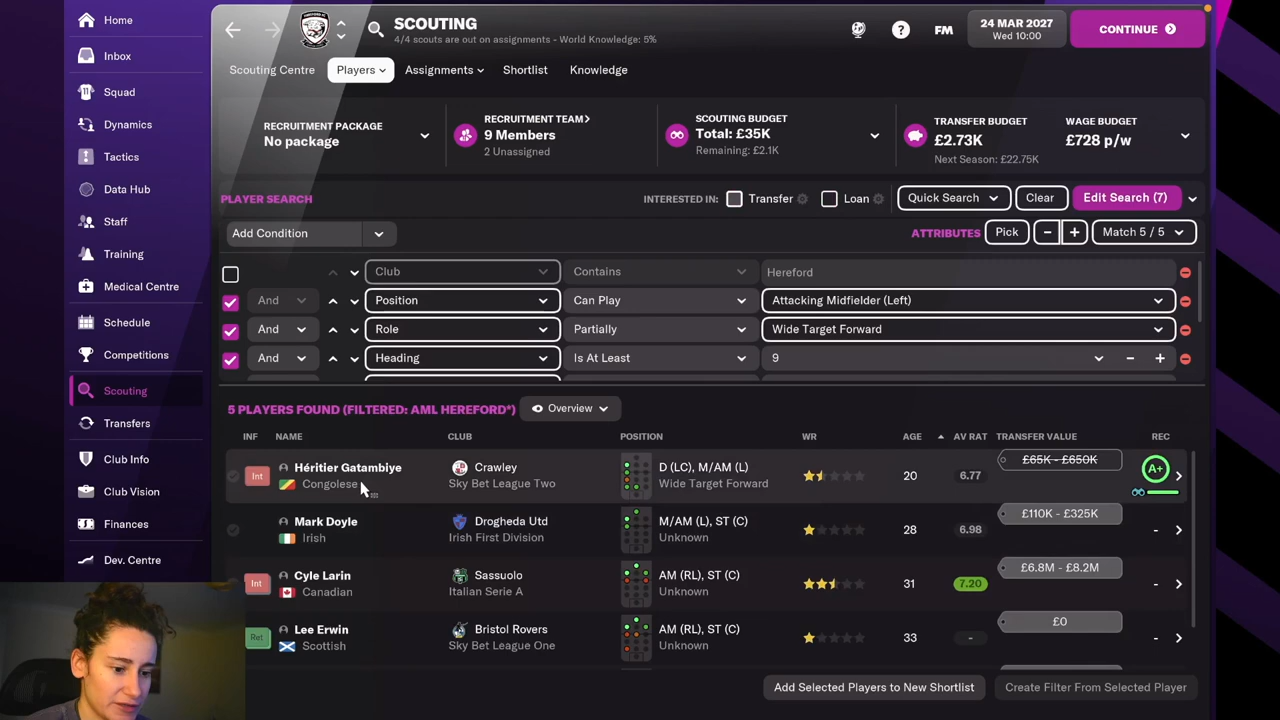 Home
Inbox
Squad
Dynamics
Tactics
Data Hub
Staff
Training
Medical Centre
Schedule
Competitions
Scouting
Transfers
Club Info
Club Vision
Finances
Dev. Centre
SCOUTING
4/4 scouts are out on assignments - World Knowledge: 5%
?
FM
24 MAR 2027
Wed 10:00
CONTINUE
Scouting Centre
Players
Assignments
Shortlist
Knowledge
RECRUITMENT PACKAGE
No package
RECRUITMENT TEAM
9 Members
2 Unassigned
SCOUTING BUDGET
Total: £35K
Remaining: £2.1K
TRANSFER BUDGET
£2.73K
Next Season: £22.75K
WAGE BUDGET
£728 p/w
PLAYER SEARCH
INTERESTED IN: Transfer Loan
Quick Search
Clear
Edit Search (7)
Add Condition
ATTRIBUTES Pick - + Match 5 / 5
Club Contains Hereford
And Position Can Play Attacking Midfielder (Left)
And Role Partially Wide Target Forward
And Heading Is At Least 9 - +
5 PLAYERS FOUND (FILTERED: AML HEREFORD*)
Overview
INF NAME CLUB POSITION WR AGE AV RAT TRANSFER VALUE REC
Int Héritier Gatambiye Crawley D (LC), M/AM (L) 20 6.77 £65K - £650K A+
Congolese Sky Bet League Two Wide Target Forward
Mark Doyle Drogheda Utd M/AM (L), ST (C) 28 6.98 £110K - £325K -
Irish Irish First Division Unknown
Int Cyle Larin Sassuolo AM (RL), ST (C) 31 7.20 £6.8M - £8.2M -
Canadian Italian Serie A Unknown
Ret Lee Erwin Bristol Rovers AM (RL), ST (C) 33 - £0 -
Scottish Sky Bet League One Unknown
Add Selected Players to New Shortlist
Create Filter From Selected Player